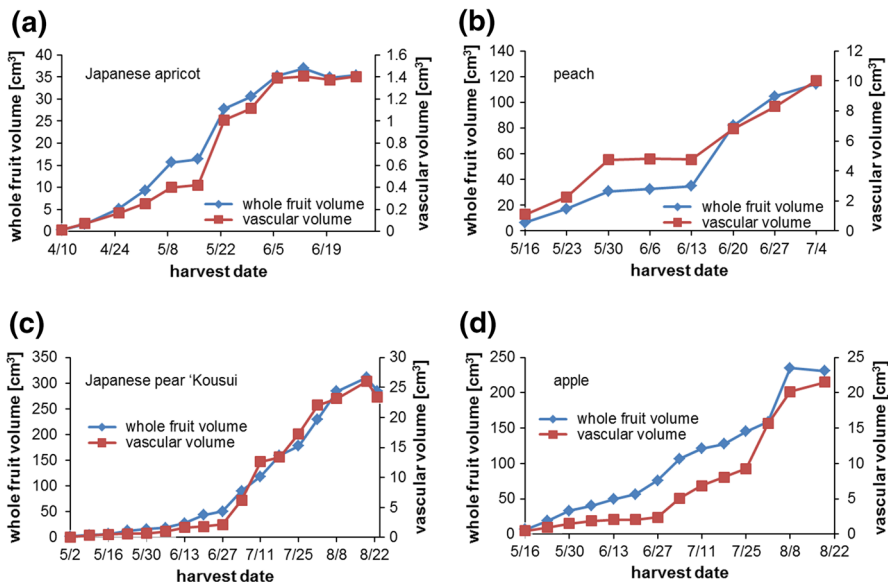 (a)
Japanese apricot
whole fruit volume [cm³]
40
35
30
25
20
15
10
5
0
vascular volume [cm³]
1.6
1.4
1.2
1
0.8
0.6
0.4
0.2
0
whole fruit volume
vascular volume
4/10 4/24 5/8 5/22 6/5 6/19
harvest date
(b)
peach
whole fruit volume [cm³]
140
120
100
80
60
40
20
0
vascular volume [cm³]
12
10
8
6
4
2
0
whole fruit volume
vascular volume
5/16 5/23 5/30 6/6 6/13 6/20 6/27 7/4
harvest date
(c)
Japanese pear ‘Kousui
whole fruit volume [cm³]
350
300
250
200
150
100
50
0
vascular volume [cm³]
30
25
20
15
10
5
0
whole fruit volume
vascular volume
5/2 5/16 5/30 6/13 6/27 7/11 7/25 8/8 8/22
harvest date
(d)
apple
whole fruit volume [cm³]
250
200
150
100
50
0
vascular volume [cm³]
25
20
15
10
5
0
whole fruit volume
vascular volume
5/16 5/30 6/13 6/27 7/11 7/25 8/8 8/22
harvest date